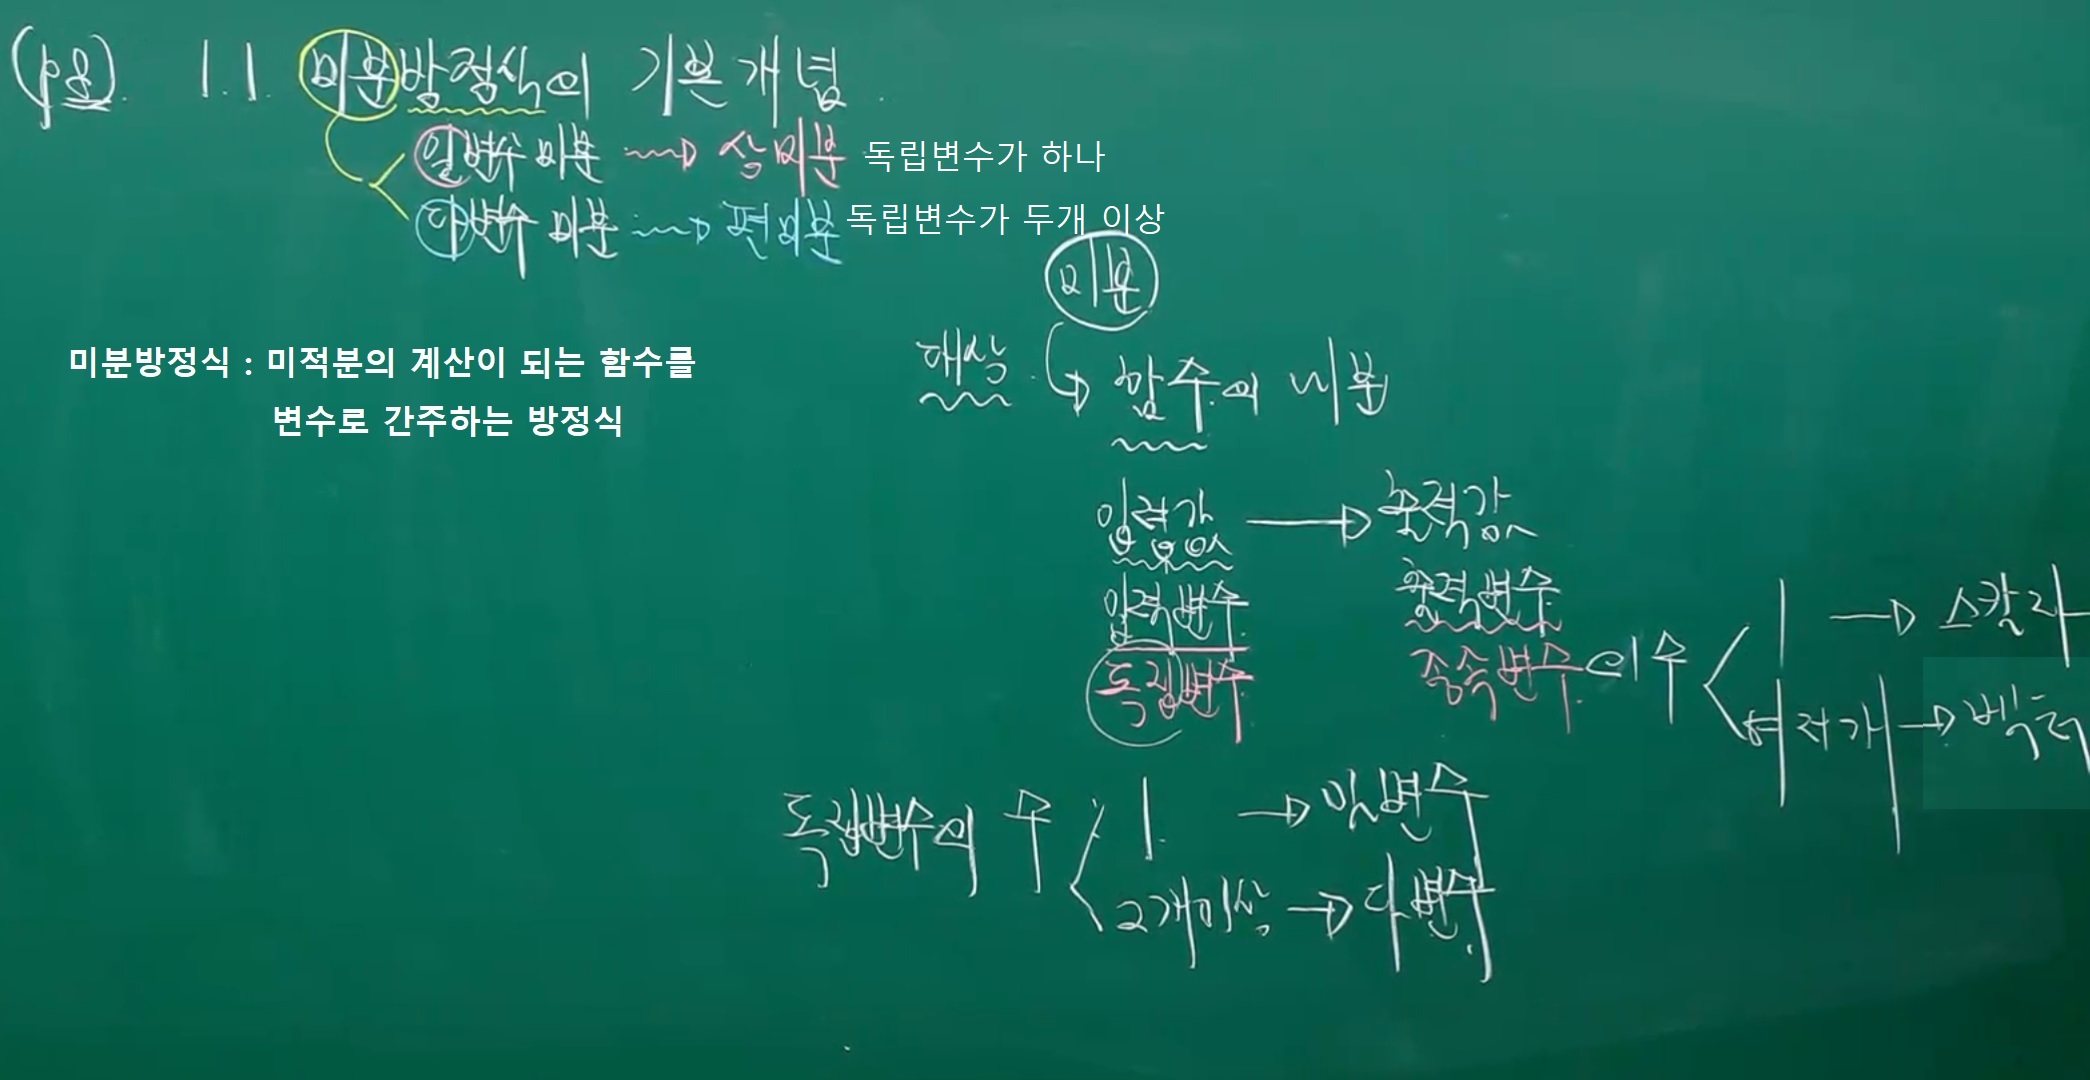 (p8). 1.1. 미분방정식의 기본개념.
일변수 미분 → 상미분 독립변수가 하나
다변수 미분 → 편미분 독립변수가 두개 이상
미분
대상. 함수의 미분
미분방정식 : 미적분의 계산이 되는 함수를
변수로 간주하는 방정식
입력값 → 출력값
입력변수 출력변수
독립변수 종속변수의 수
1 → 스칼라
여러개 → 벡터
독립변수의 수
1. → 일변수
2개이상 → 다변수.